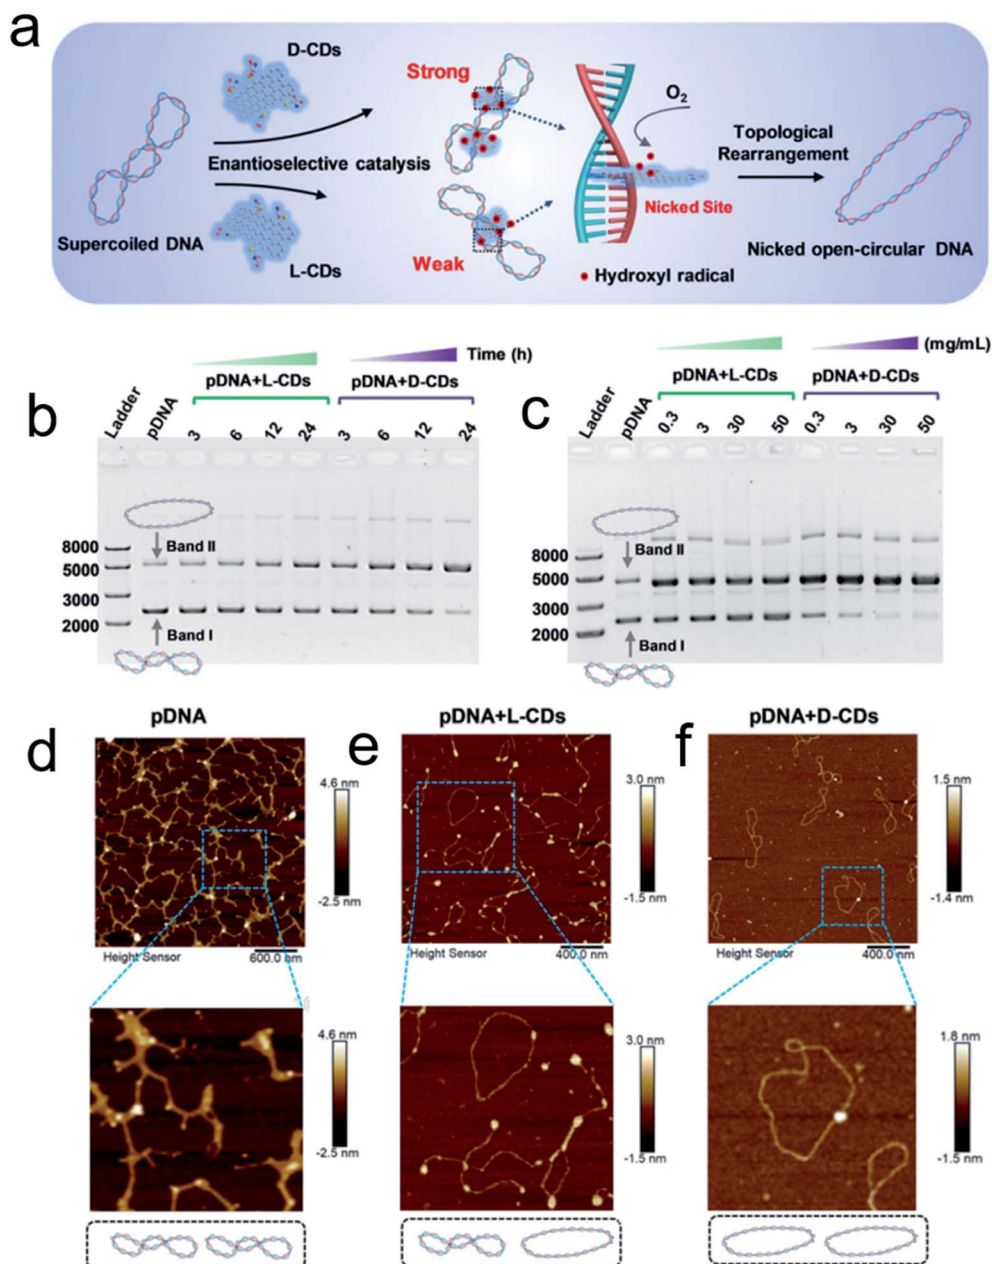 a
D-CDs
Enantioselective catalysis
L-CDs
Supercoiled DNA
Strong
Weak
O2
Nicked Site
Hydroxyl radical
Topological
Rearrangement
Nicked open-circular DNA
b
Time (h)
pDNA+L-CDs
pDNA+D-CDs
Ladder
pDNA
3
6
12
24
3
6
12
24
8000
5000
3000
2000
Band II
Band I
c
(mg/mL)
pDNA+L-CDs
pDNA+D-CDs
Ladder
pDNA
0.3
3
30
50
0.3
3
30
50
8000
5000
3000
2000
Band II
Band I
d
pDNA
4.6 nm
-2.5 nm
Height Sensor
600.0 nm
4.6 nm
-2.5 nm
e
pDNA+L-CDs
3.0 nm
-1.5 nm
Height Sensor
400.0 nm
3.0 nm
-1.5 nm
f
pDNA+D-CDs
1.5 nm
-1.4 nm
Height Sensor
400.0 nm
1.8 nm
-1.5 nm